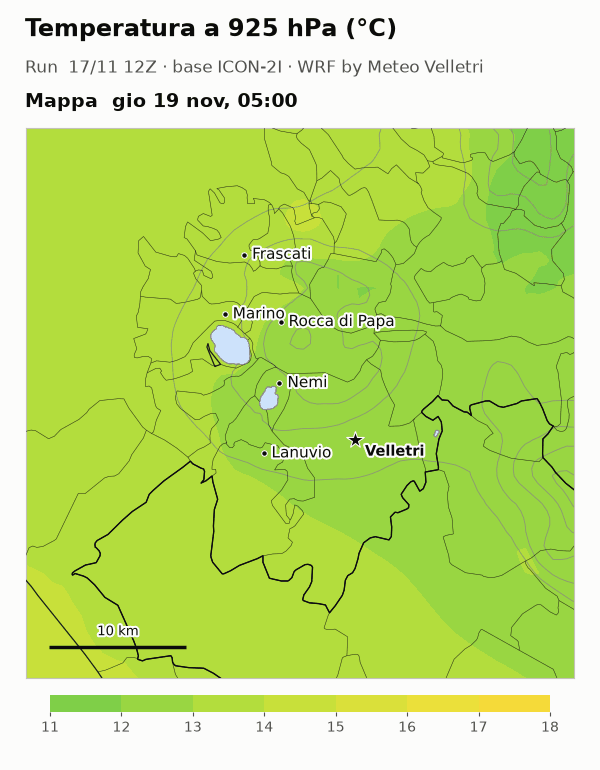 Temperatura a 925 hPa (°C)
Run 17/11 12Z · base ICON-2I · WRF by Meteo Velletri
Mappa gio 19 nov, 05:00
Frascati
Marino
Rocca di Papa
Nemi
Velletri
Lanuvio
10 km
11 12 13 14 15 16 17 18